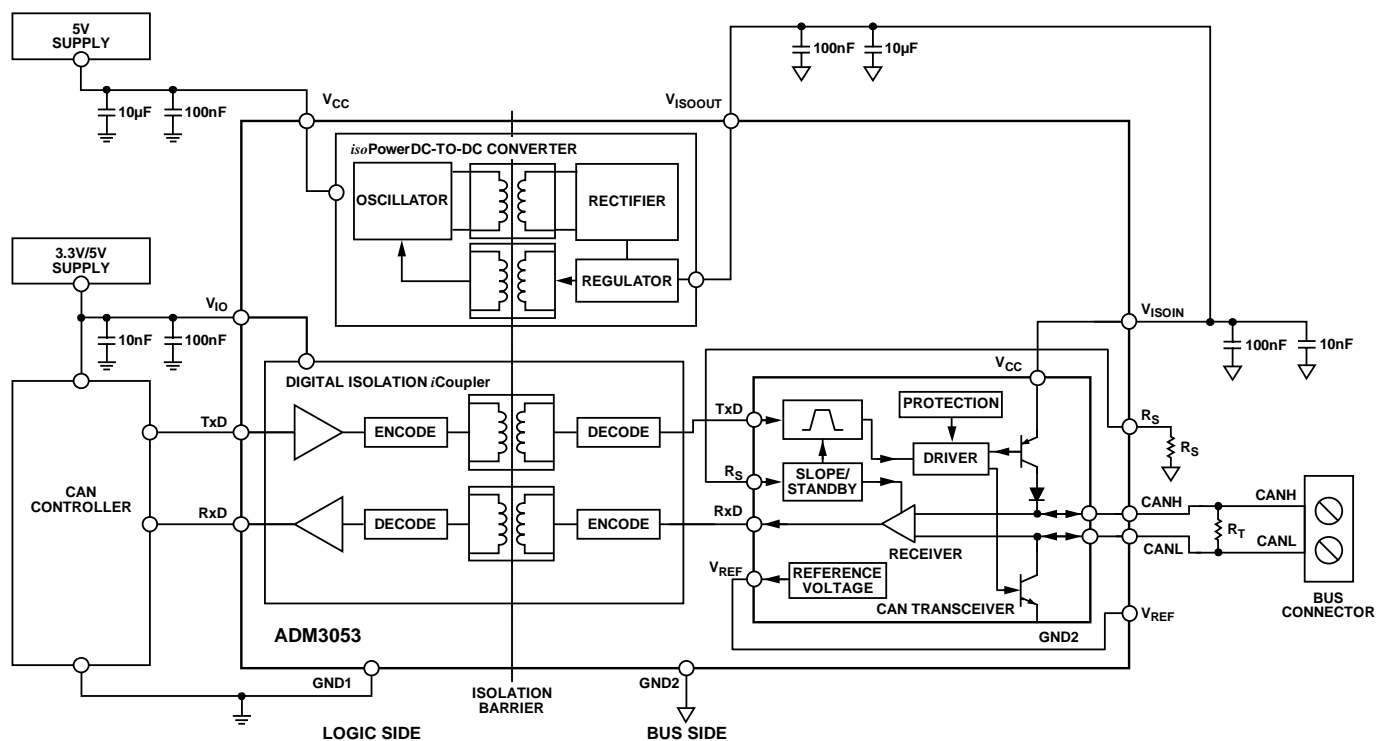 5V
SUPPLY
10µF
100nF
VCC
VISOOUT
100nF
10µF
isoPower DC-TO-DC CONVERTER
OSCILLATOR
RECTIFIER
REGULATOR
3.3V/5V
SUPPLY
VIO
10nF
100nF
VISOIN
100nF
10nF
DIGITAL ISOLATION iCoupler
VCC
CAN
CONTROLLER
TxD
ENCODE
DECODE
TxD
PROTECTION
DRIVER
RS
RS
RS
SLOPE/
STANDBY
RxD
DECODE
ENCODE
RxD
RECEIVER
CANH
CANH
RT
CANL
CANL
VREF
REFERENCE
VOLTAGE
CAN TRANSCEIVER
BUS
CONNECTOR
VREF
ADM3053
GND2
GND1
ISOLATION
BARRIER
GND2
LOGIC SIDE
BUS SIDE